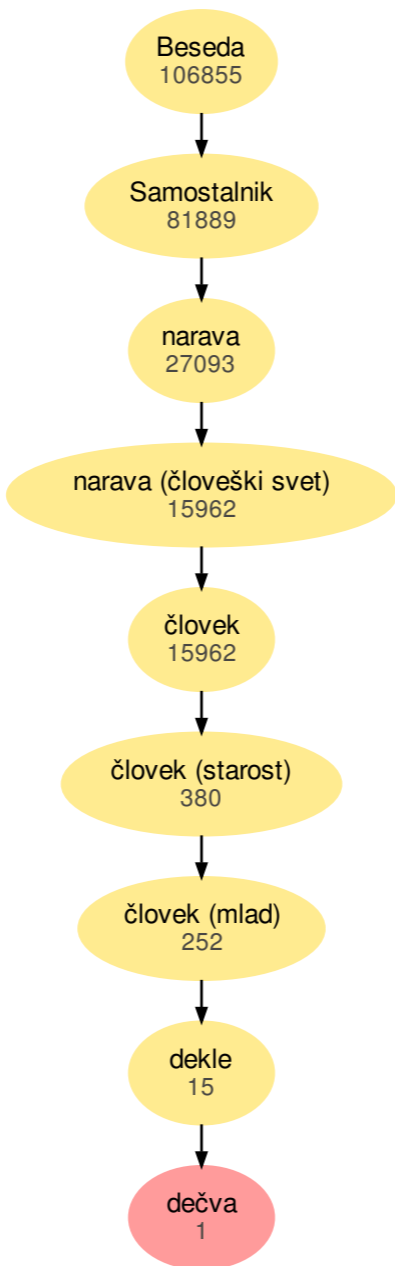 Beseda
106855
Samostalnik
81889
narava
27093
narava (človeški svet)
15962
človek
15962
človek (starost)
380
človek (mlad)
252
dekle
15
dečva
1